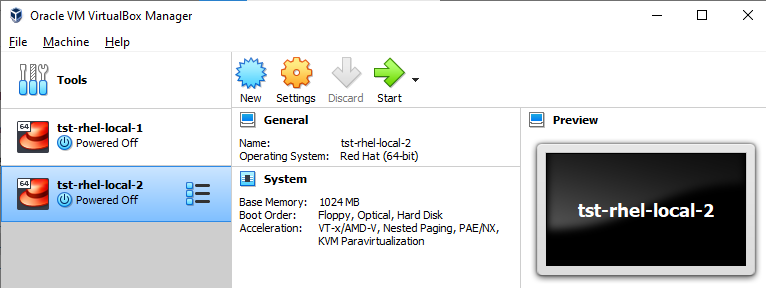 Oracle VM VirtualBox Manager
File Machine Help
Tools
New Settings Discard Start
64 tst-rhel-local-1
Powered Off
64 tst-rhel-local-2
Powered Off
General
Name: tst-rhel-local-2
Operating System: Red Hat (64-bit)
System
Base Memory: 1024 MB
Boot Order: Floppy, Optical, Hard Disk
Acceleration: VT-x/AMD-V, Nested Paging, PAE/NX,
KVM Paravirtualization
Preview
tst-rhel-local-2